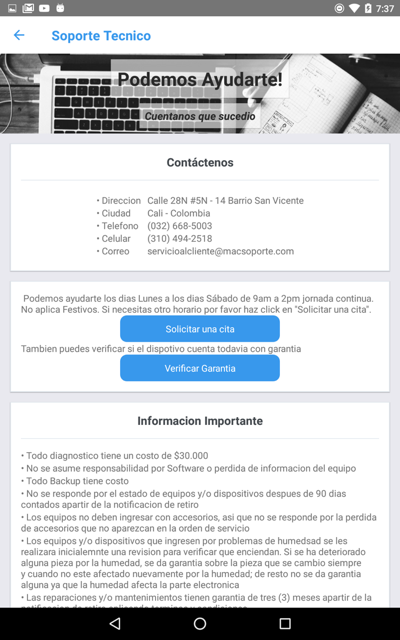 7:37
Soporte Tecnico
Podemos Ayudarte!
Cuentanos que sucedio
Contáctenos
• Direccion Calle 28N #5N - 14 Barrio San Vicente
• Ciudad Cali - Colombia
• Telefono (032) 668-5003
• Celular (310) 494-2518
• Correo servicioalcliente@macsoporte.com
Podemos ayudarte los dias Lunes a los dias Sábado de 9am a 2pm jornada continua.
No aplica Festivos. Si necesitas otro horario por favor haz click en "Solicitar una cita".
Solicitar una cita
Tambien puedes verificar si el dispotivo cuenta todavia con garantia
Verificar Garantia
Informacion Importante
• Todo diagnostico tiene un costo de $30.000
• No se asume responsabilidad por Software o perdida de informacion del equipo
• Todo Backup tiene costo
• No se responde por el estado de equipos y/o dispositivos despues de 90 dias
contados apartir de la notificacion de retiro
• Los equipos no deben ingresar con accesorios, asi que no se responde por la perdida
de accesorios que no aparezcan en la orden de servicio
• Los equipos y/o dispositivos que ingresen por problemas de humedsad se les
realizara inicialemnte una revision para verificar que enciendan. Si se ha deteriorado
alguna pieza por la humedad, se da garantia sobre la pieza que se cambio siempre
y cuando no este afectado nuevamente por la humedad; de resto no se da garantia
alguna ya que la humedad afecta la parte electronica
• Las reparaciones y/o mantenimientos tienen garantia de tres (3) meses apartir de la
notificacion de retiro aplicando terminos y condiciones